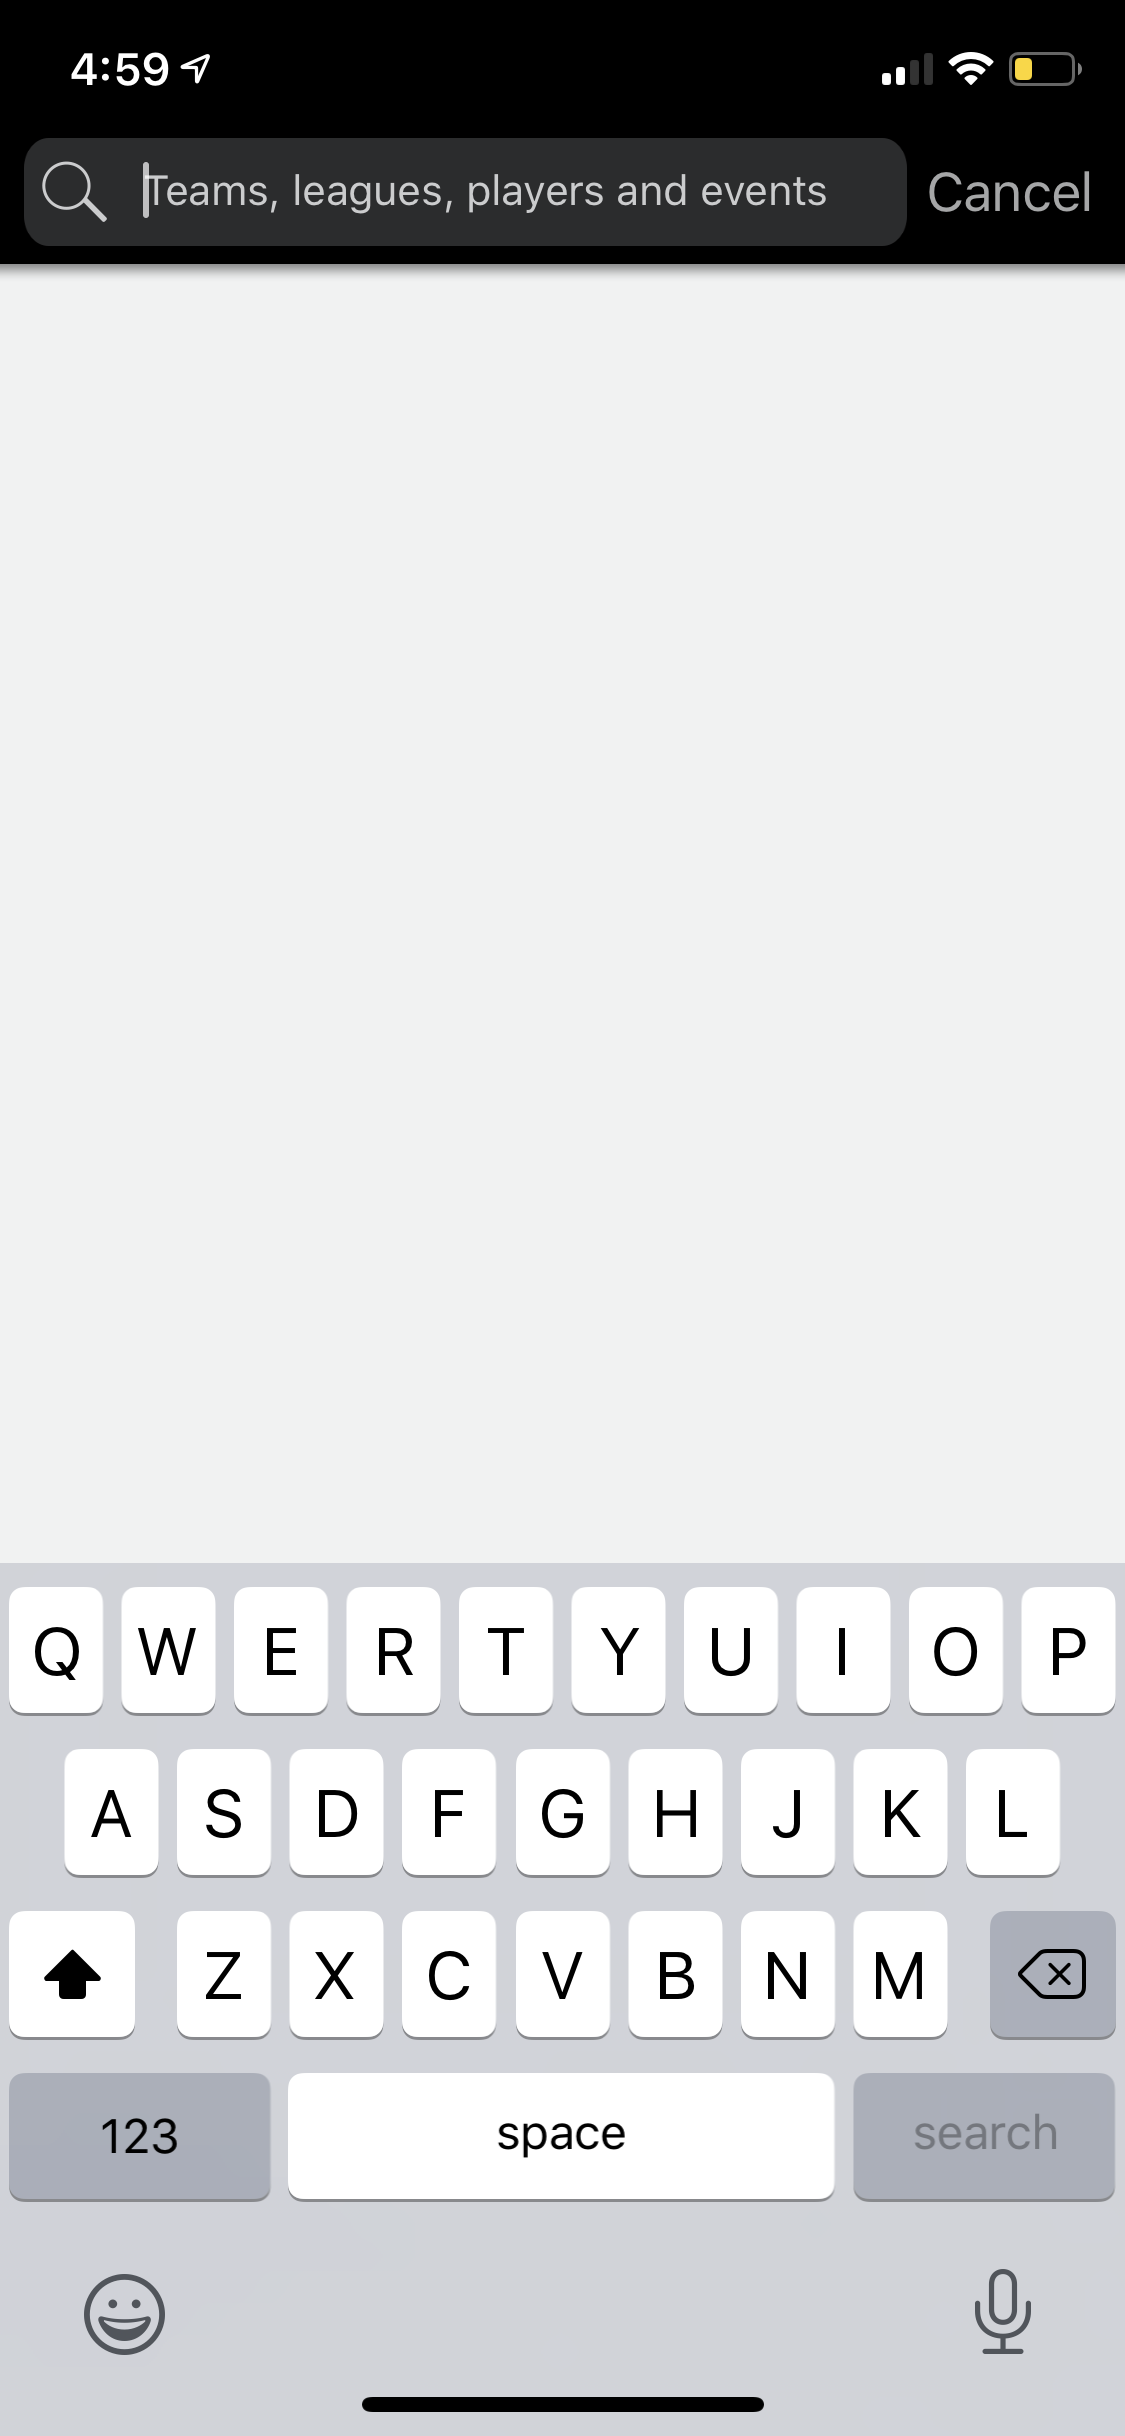 4:59
Teams, leagues, players and events Cancel
Q W E R T Y U I O P
A S D F G H J K L
Z X C V B N M
123 space search